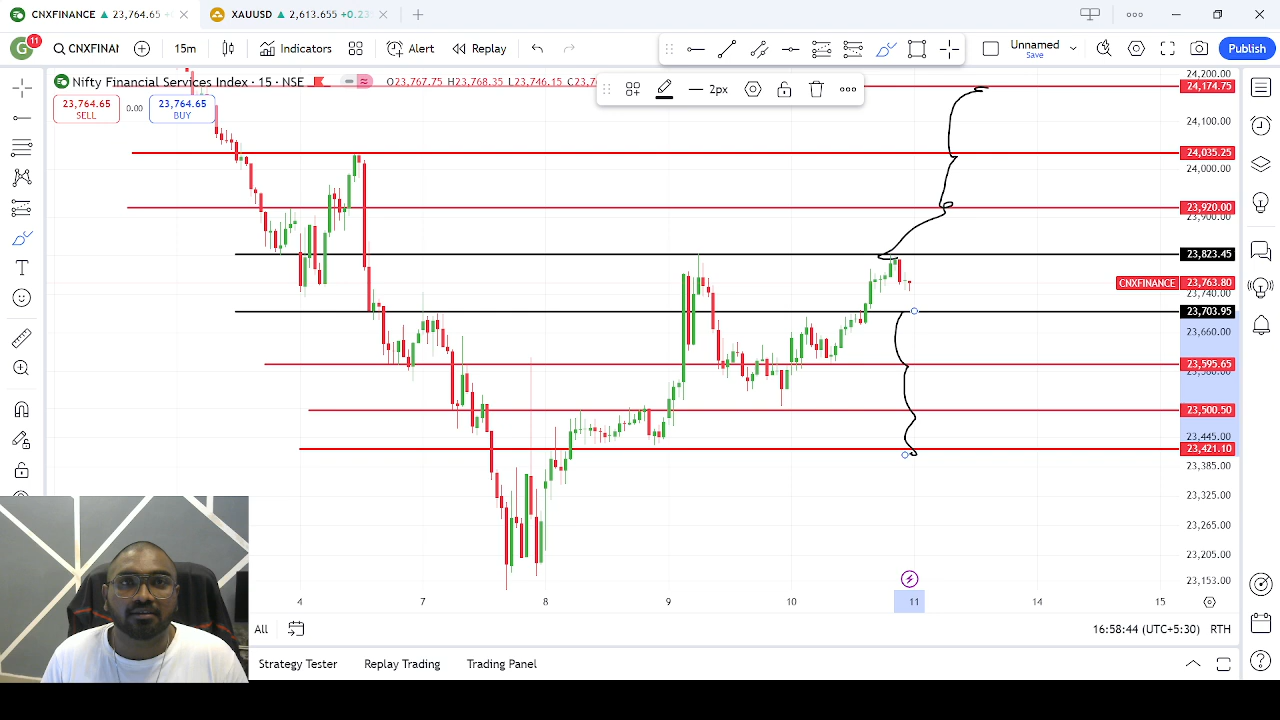 CNXFINANCE ▲ 23,764.65
XAUUSD ▲ 2,613.655 +0.23
G 11
CNXFINAI
15m
Indicators
Alert
Replay
Unnamed
Save
Publish
Nifty Financial Services Index · 15 · NSE
O23,767.75 H23,768.35 L23,746.15
2px
23,764.65
SELL
0.00
23,764.65
BUY
24,200.00
24,174.75
24,100.00
24,035.25
24,000.00
23,920.00
23,900.00
23,823.45
CNXFINANCE 23,763.80
23,740.00
23,703.95
23,660.00
23,595.65
23,500.50
23,445.00
23,421.10
23,385.00
23,325.00
23,265.00
23,205.00
23,153.00
4 7 8 9 10 11 14 15
All
16:58:44 (UTC+5:30) RTH
Strategy Tester
Replay Trading
Trading Panel